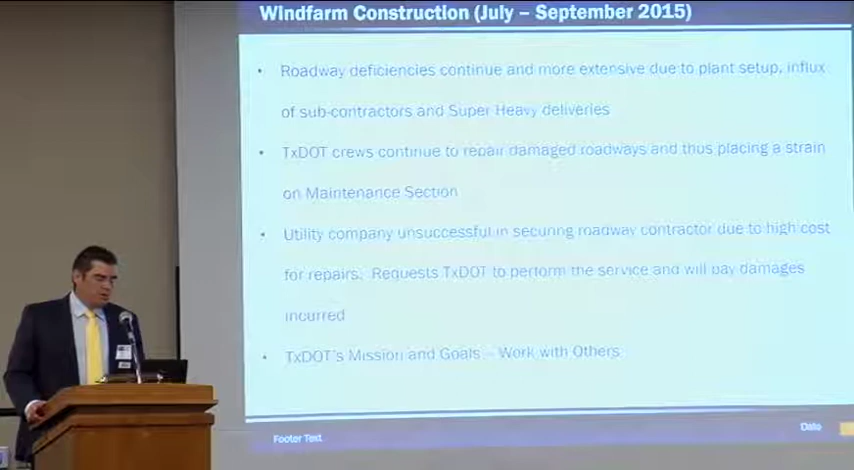 Windfarm Construction (July – September 2015)
• Roadway deficiencies continue and more extensive due to plant setup, influx
of sub-contractors and Super Heavy deliveries
• TxDOT crews continue to repair damaged roadways and thus placing a strain
on Maintenance Section
• Utility company unsuccessful in securing roadway contractor due to high cost
for repairs. Requests TxDOT to perform the service and will pay damages
incurred
• TxDOT's Mission and Goals – Work with Others
Footer Text
Date